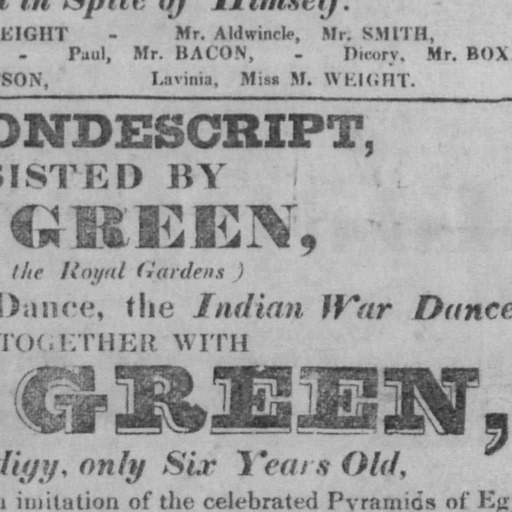 in Spite of Himself.
EIGHT - Mr. Aldwincle, Mr. SMITH,
- Paul, Mr. BACON, - Dicory, Mr. BOX
SON, Lavinia, Miss M. WEIGHT.
ONDESCRIPT,
SISTED BY
GREEN,
the Royal Gardens )
Dance, the Indian War Dance
TOGETHER WITH
GREEN,
digy, only Six Years Old,
n imitation of the celebrated Pyramids of Eg